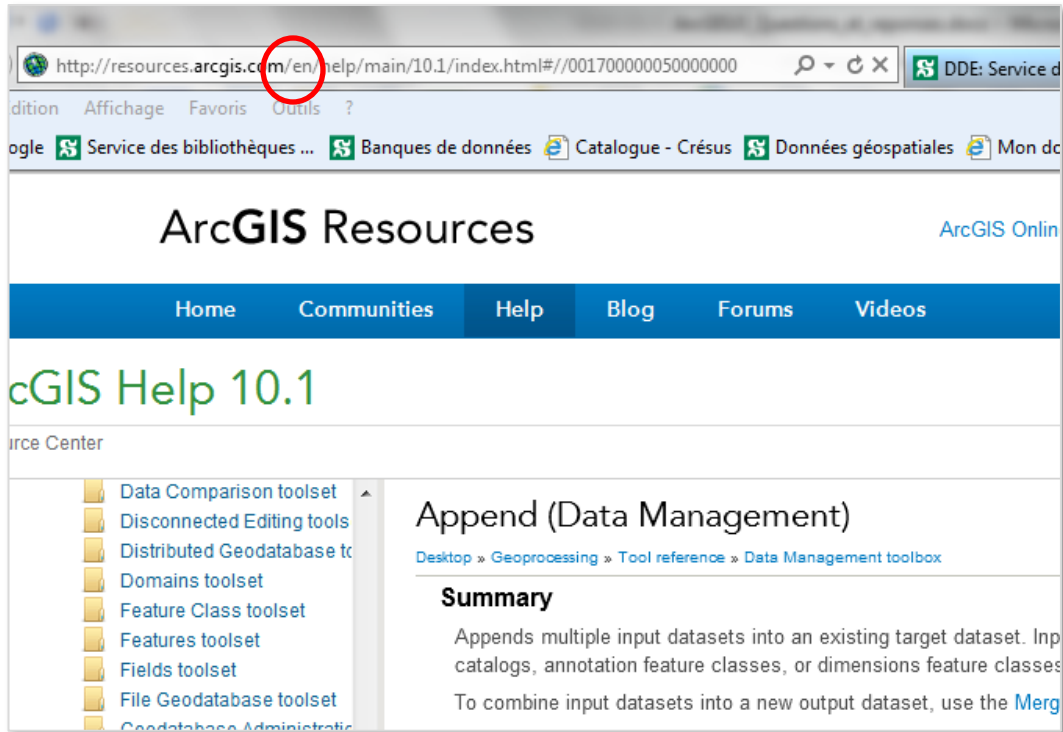 http://resources.arcgis.com/en/help/main/10.1/index.html#//001700000050000000 DDE: Service d
dition Affichage Favoris Outils ?
ogle Service des bibliothèques ... Banques de données Catalogue - Crésus Données géospatiales Mon do
ArcGIS Resources
ArcGIS Onlin
Home Communities Help Blog Forums Videos
cGIS Help 10.1
urce Center
Data Comparison toolset
Disconnected Editing tools
Distributed Geodatabase to
Domains toolset
Feature Class toolset
Features toolset
Fields toolset
File Geodatabase toolset
Geodatabase Administratio
Append (Data Management)
Desktop » Geoprocessing » Tool reference » Data Management toolbox
Summary
Appends multiple input datasets into an existing target dataset. Inp
catalogs, annotation feature classes, or dimensions feature classes
To combine input datasets into a new output dataset, use the Merg